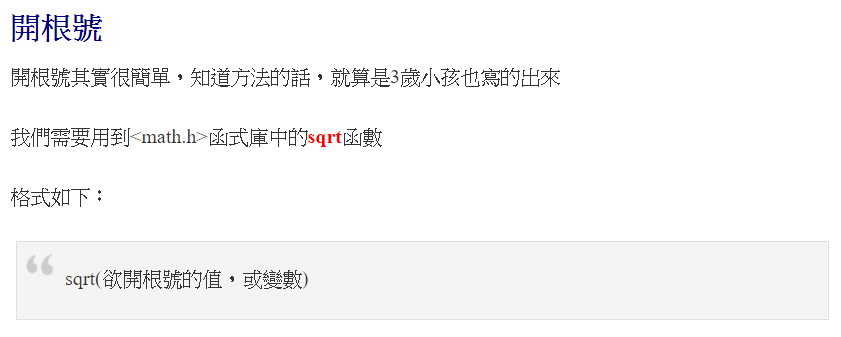 開根號
開根號其實很簡單，知道方法的話，就算是3歲小孩也寫的出來
我們需要用到<math.h>函式庫中的sqrt函數
格式如下：
sqrt(欲開根號的值，或變數)